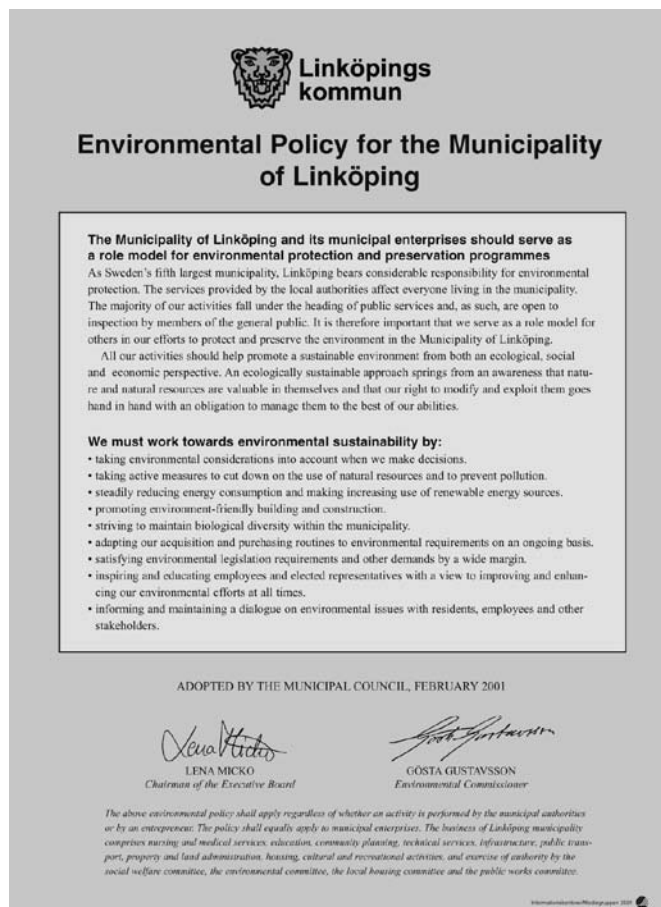 Linköpings
kommun
Environmental Policy for the Municipality
of Linköping
The Municipality of Linköping and its municipal enterprises should serve as
a role model for environmental protection and preservation programmes
As Sweden's fifth largest municipality, Linköping bears considerable responsibility for environmental
protection. The services provided by the local authorities affect everyone living in the municipality.
The majority of our activities fall under the heading of public services and, as such, are open to
inspection by members of the general public. It is therefore important that we serve as a role model for
others in our efforts to protect and preserve the environment in the Municipality of Linköping.
All our activities should help promote a sustainable environment from both an ecological, social
and economic perspective. An ecologically sustainable approach springs from an awareness that natu-
re and natural resources are valuable in themselves and that our right to modify and exploit them goes
hand in hand with an obligation to manage them to the best of our abilities.
We must work towards environmental sustainability by:
• taking environmental considerations into account when we make decisions.
• taking active measures to cut down on the use of natural resources and to prevent pollution.
• steadily reducing energy consumption and making increasing use of renewable energy sources.
• promoting environment-friendly building and construction.
• striving to maintain biological diversity within the municipality.
• adapting our acquisition and purchasing routines to environmental requirements on an ongoing basis.
• satisfying environmental legislation requirements and other demands by a wide margin.
• inspiring and educating employees and elected representatives with a view to improving and enhan-
cing our environmental efforts at all times.
• informing and maintaining a dialogue on environmental issues with residents, employees and other
stakeholders.
ADOPTED BY THE MUNICIPAL COUNCIL, FEBRUARY 2001
Lena Micko Gösta Gustavsson
LENA MICKO GÖSTA GUSTAVSSON
Chairman of the Executive Board Environmental Commissioner
The above environmental policy shall apply regardless of whether an activity is performed by the municipal authorities
or by an entrepreneur. The policy shall equally apply to municipal enterprises. The business of Linköping municipality
comprises nursing and medical services, education, community planning, technical services, infrastructure, public trans-
port, property and land administration, housing, cultural and recreational activities, and exercise of authority by the
social welfare committee, the environmental committee, the local housing committee and the public works committee.